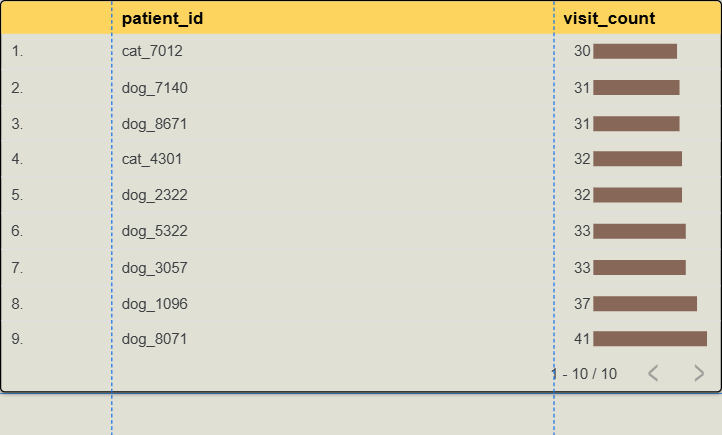 patient_id visit_count
1. cat_7012 30
2. dog_7140 31
3. dog_8671 31
4. cat_4301 32
5. dog_2322 32
6. dog_5322 33
7. dog_3057 33
8. dog_1096 37
9. dog_8071 41
1 - 10 / 10